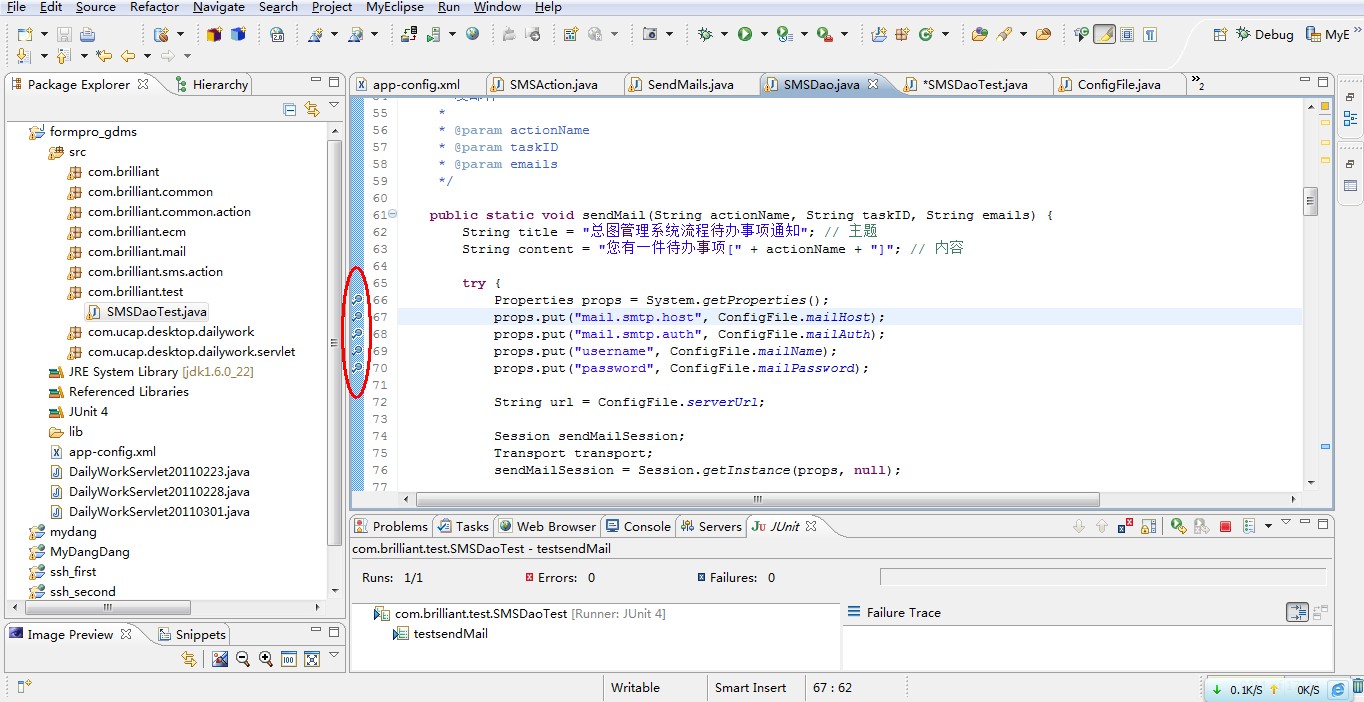 File Edit Source Refactor Navigate Search Project MyEclipse Run Window Help
Debug MyE
Package Explorer Hierarchy
app-config.xml SMSAction.java SendMails.java SMSDao.java *SMSDaoTest.java ConfigFile.java 2
formpro_gdms
src
com.brilliant
com.brilliant.common
com.brilliant.common.action
com.brilliant.ecm
com.brilliant.mail
com.brilliant.sms.action
com.brilliant.test
SMSDaoTest.java
com.ucap.desktop.dailywork
com.ucap.desktop.dailywork.servlet
JRE System Library [jdk1.6.0_22]
Referenced Libraries
JUnit 4
lib
app-config.xml
DailyWorkServlet20110223.java
DailyWorkServlet20110228.java
DailyWorkServlet20110301.java
mydang
MyDangDang
ssh_first
ssh_second
55 *
56 * @param actionName
57 * @param taskID
58 * @param emails
59 */
60
61 public static void sendMail(String actionName, String taskID, String emails) {
62 String title = "总图管理系统流程待办事项通知"; // 主题
63 String content = "您有一件待办事项[" + actionName + "]"; // 内容
64
65 try {
66 Properties props = System.getProperties();
67 props.put("mail.smtp.host", ConfigFile.mailHost);
68 props.put("mail.smtp.auth", ConfigFile.mailAuth);
69 props.put("username", ConfigFile.mailName);
70 props.put("password", ConfigFile.mailPassword);
71
72 String url = ConfigFile.serverUrl;
73
74 Session sendMailSession;
75 Transport transport;
76 sendMailSession = Session.getInstance(props, null);
77
Problems Tasks Web Browser Console Servers JUnit
com.brilliant.test.SMSDaoTest - testsendMail
Runs: 1/1 Errors: 0 Failures: 0
com.brilliant.test.SMSDaoTest [Runner: JUnit 4]
testsendMail
Failure Trace
Image Preview Snippets
Writable Smart Insert 67 : 62
0.1K/S 0K/S